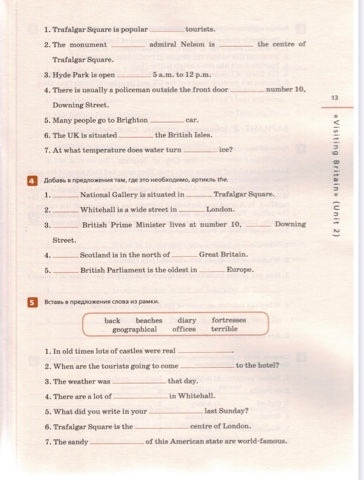 1. Trafalgar Square is popular ________ tourists.
2. The monument ________ admiral Nelson is ________ the centre of
Trafalgar Square.
3. Hyde Park is open ________ 5 a.m. to 12 p.m.
4. There is usually a policeman outside the front door ________ number 10,
Downing Street.
5. Many people go to Brighton ________ car.
6. The UK is situated ________ the British Isles.
7. At what temperature does water turn ________ ice?
13
«Visiting Britain» (Unit 2)
4 Добавь в предложения там, где это необходимо, артикль the.
1. ________ National Gallery is situated in ________ Trafalgar Square.
2. ________ Whitehall is a wide street in ________ London.
3. ________ British Prime Minister lives at number 10, ________ Downing
Street.
4. ________ Scotland is in the north of ________ Great Britain.
5. ________ British Parliament is the oldest in ________ Europe.
5 Вставь в предложения слова из рамки.
back beaches diary fortresses
geographical offices terrible
1. In old times lots of castles were real ________.
2. When are the tourists going to come ________ to the hotel?
3. The weather was ________ that day.
4. There are a lot of ________ in Whitehall.
5. What did you write in your ________ last Sunday?
6. Trafalgar Square is the ________ centre of London.
7. The sandy ________ of this American state are world-famous.